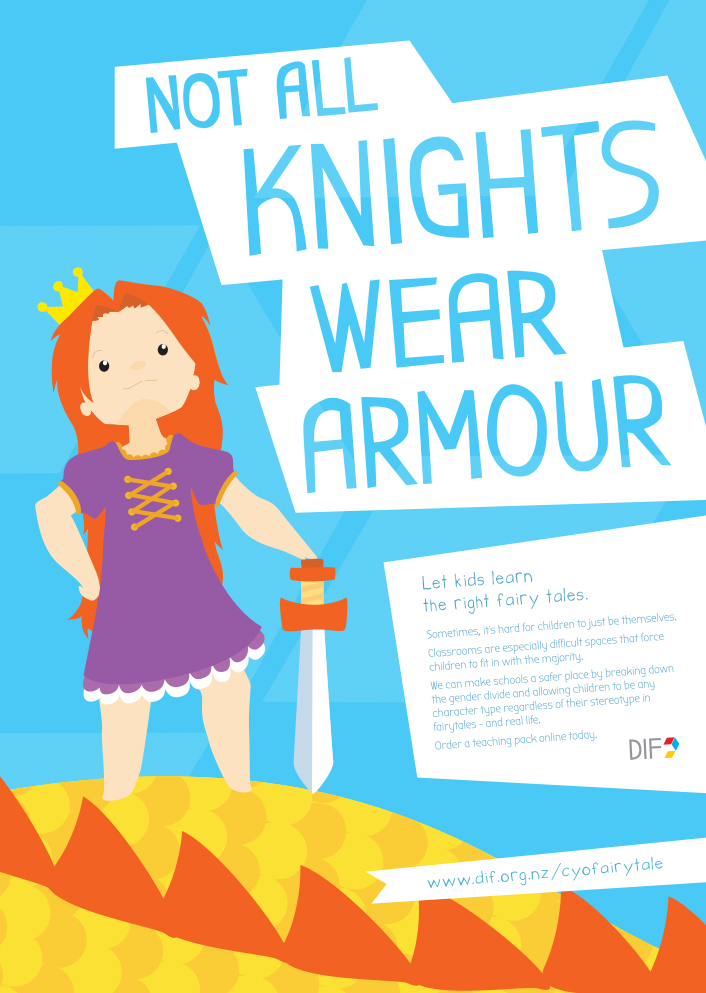 NOT ALL
KNIGHTS
WEAR
ARMOUR
Let kids learn
the right fairy tales.
Sometimes, it's hard for children to just be themselves.
Classrooms are especially difficult spaces that force
children to fit in with the majority.
We can make schools a safer place by breaking down
the gender divide and allowing children to be any
character type regardless of their stereotype in
fairytales - and real life.
Order a teaching pack online today.
DIF
www.dif.org.nz/cyofairytale